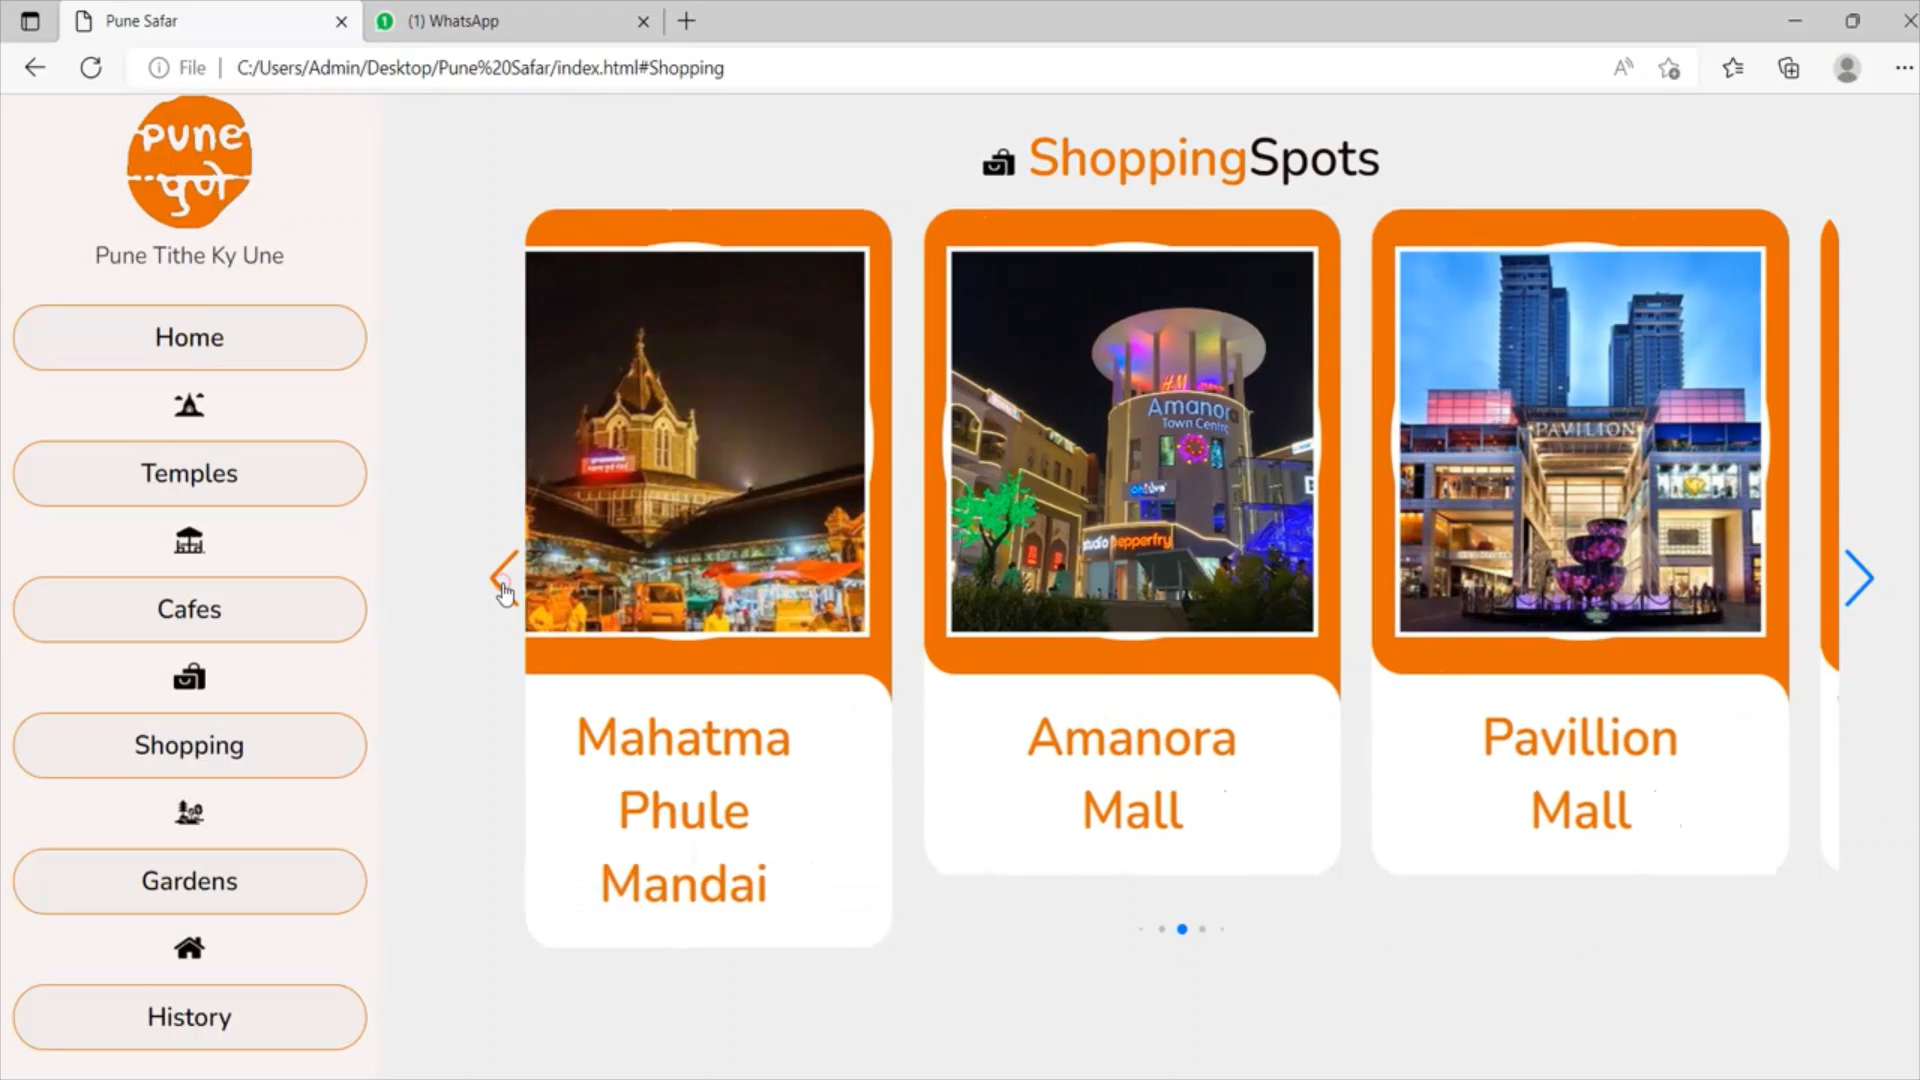 Pune Safar
(1) WhatsApp
File
C:/Users/Admin/Desktop/Pune%20Safar/index.html#Shopping
pune
पुणे
Pune Tithe Ky Une
Home
Temples
Cafes
Shopping
Gardens
History
ShoppingSpots
H&M
Amanora
Town Centre
studio pepperfry
PAVILION
Mahatma
Phule
Mandai
Amanora
Mall
Pavillion
Mall